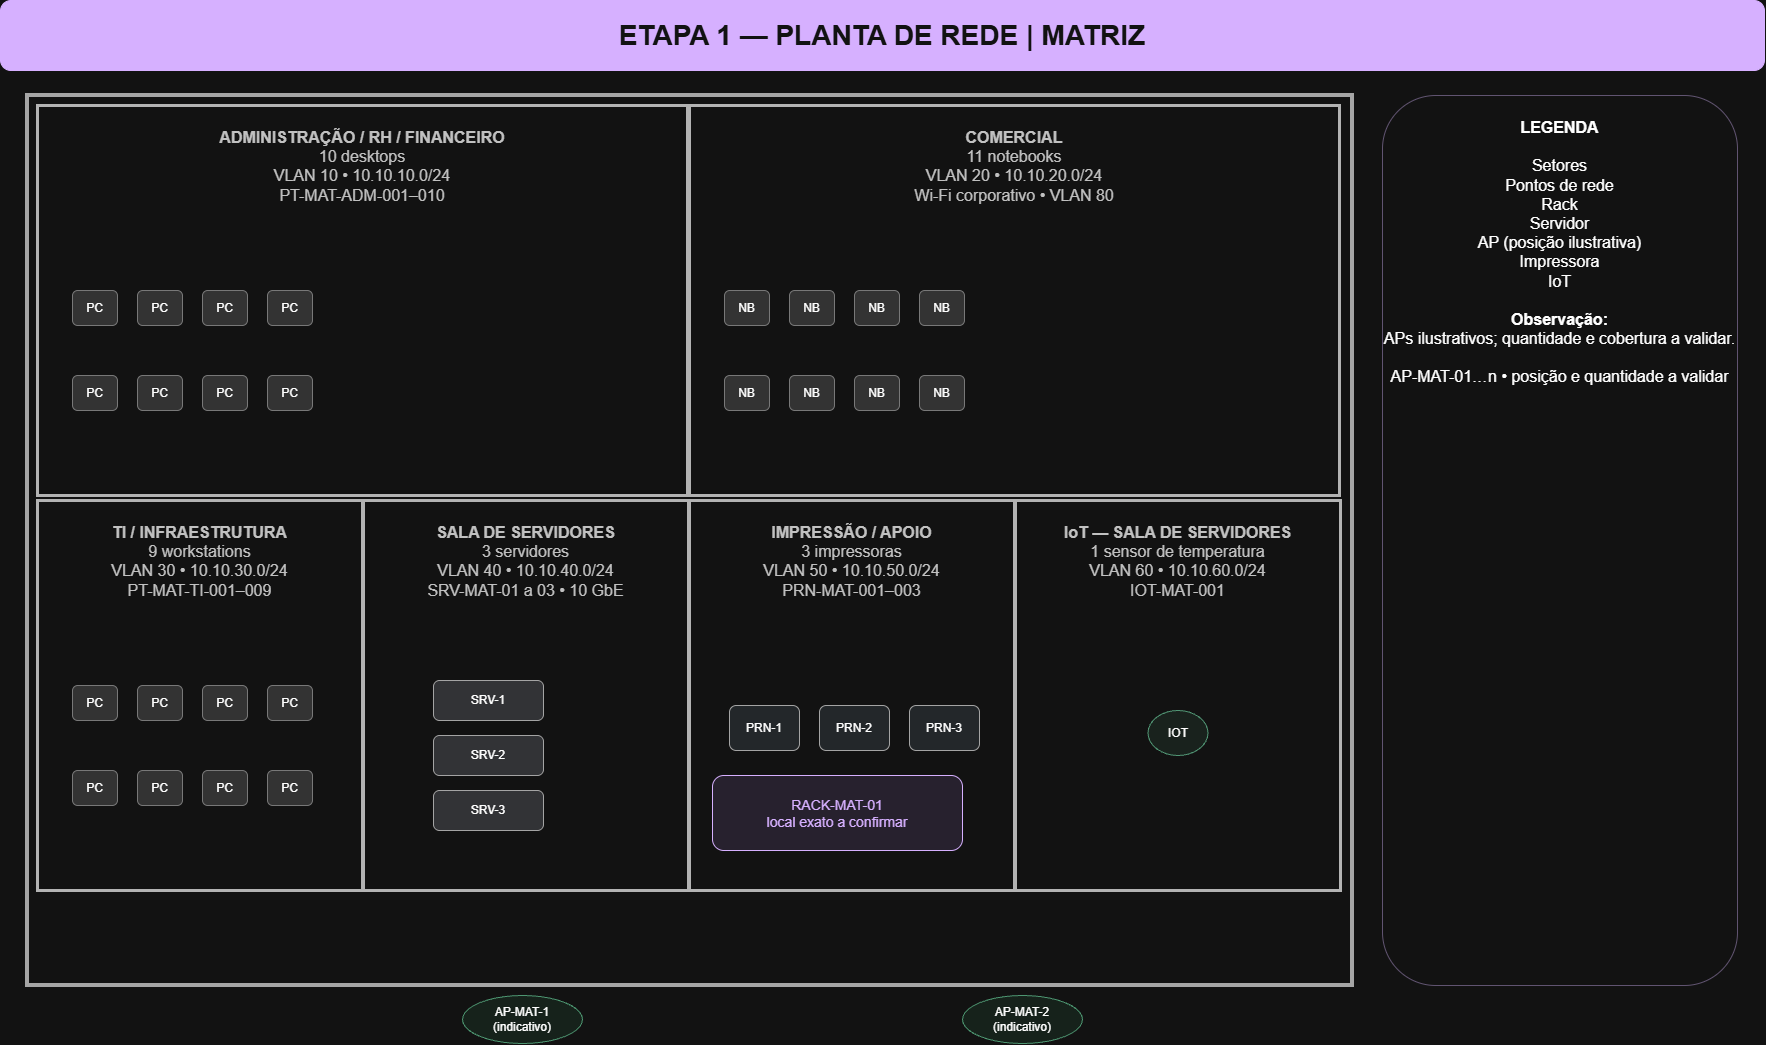 ETAPA 1 — PLANTA DE REDE | MATRIZ
ADMINISTRAÇÃO / RH / FINANCEIRO
10 desktops
VLAN 10 • 10.10.10.0/24
PT-MAT-ADM-001–010
PC PC PC PC
PC PC PC PC
COMERCIAL
11 notebooks
VLAN 20 • 10.10.20.0/24
Wi-Fi corporativo • VLAN 80
NB NB NB NB
NB NB NB NB
TI / INFRAESTRUTURA
9 workstations
VLAN 30 • 10.10.30.0/24
PT-MAT-TI-001–009
PC PC PC PC
PC PC PC PC
SALA DE SERVIDORES
3 servidores
VLAN 40 • 10.10.40.0/24
SRV-MAT-01 a 03 • 10 GbE
SRV-1
SRV-2
SRV-3
IMPRESSÃO / APOIO
3 impressoras
VLAN 50 • 10.10.50.0/24
PRN-MAT-001–003
PRN-1 PRN-2 PRN-3
RACK-MAT-01
local exato a confirmar
IoT — SALA DE SERVIDORES
1 sensor de temperatura
VLAN 60 • 10.10.60.0/24
IOT-MAT-001
IOT
AP-MAT-1
(indicativo)
AP-MAT-2
(indicativo)
LEGENDA
Setores
Pontos de rede
Rack
Servidor
AP (posição ilustrativa)
Impressora
IoT
Observação:
APs ilustrativos; quantidade e cobertura a validar.
AP-MAT-01...n • posição e quantidade a validar